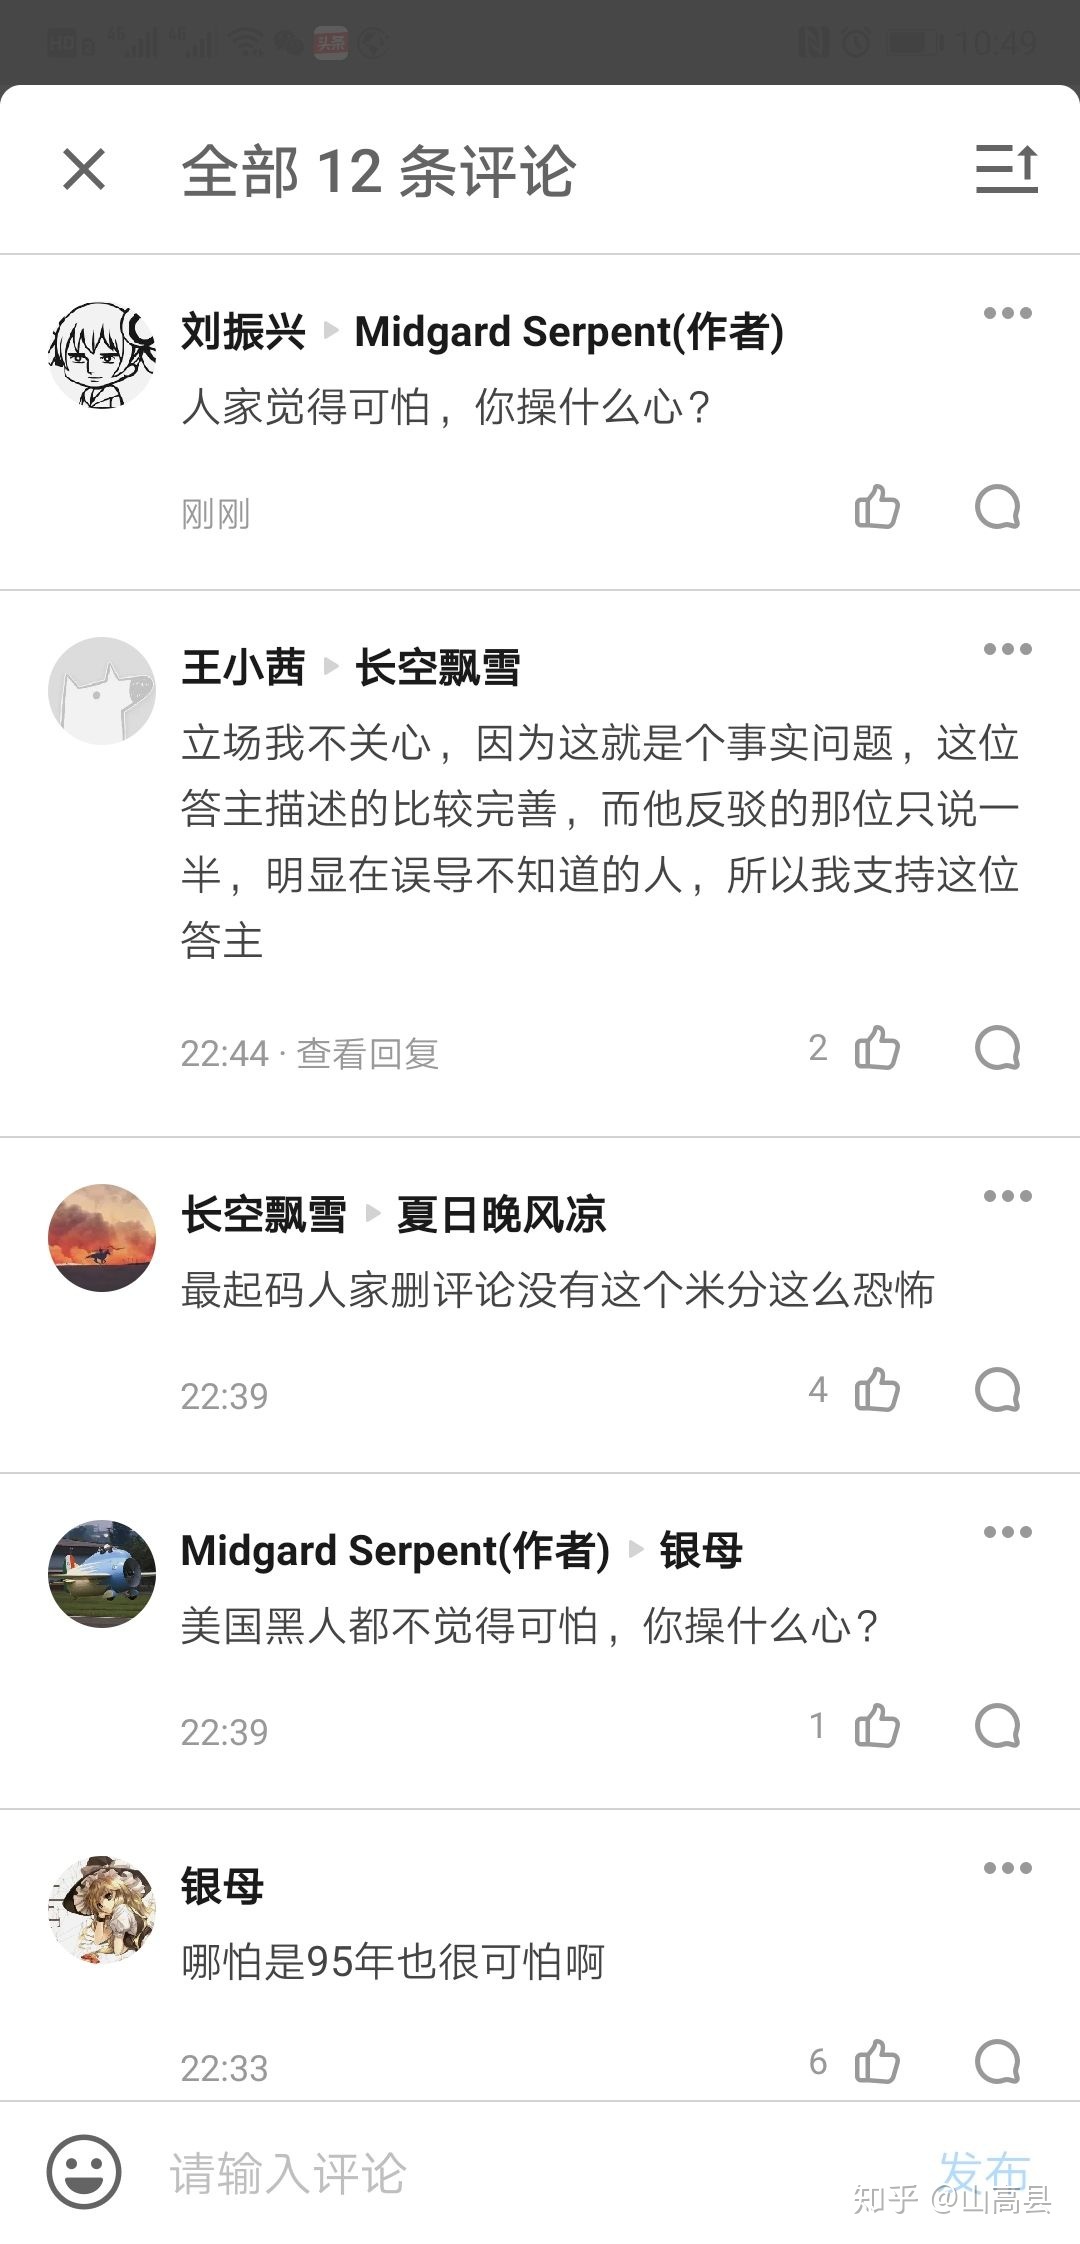 HD 4G 4G 头条 10:49
全部 12 条评论
刘振兴 Midgard Serpent(作者)
人家觉得可怕，你操什么心？
刚刚
王小茜 长空飘雪
立场我不关心，因为这就是个事实问题，这位
答主描述的比较完善，而他反驳的那位只说一
半，明显在误导不知道的人，所以我支持这位
答主
22:44 · 查看回复 2
长空飘雪 夏日晚风凉
最起码人家删评论没有这个米分这么恐怖
22:39 4
Midgard Serpent(作者) 银母
美国黑人都不觉得可怕，你操什么心？
22:39 1
银母
哪怕是95年也很可怕啊
22:33 6
请输入评论 发布
知乎 @山高县